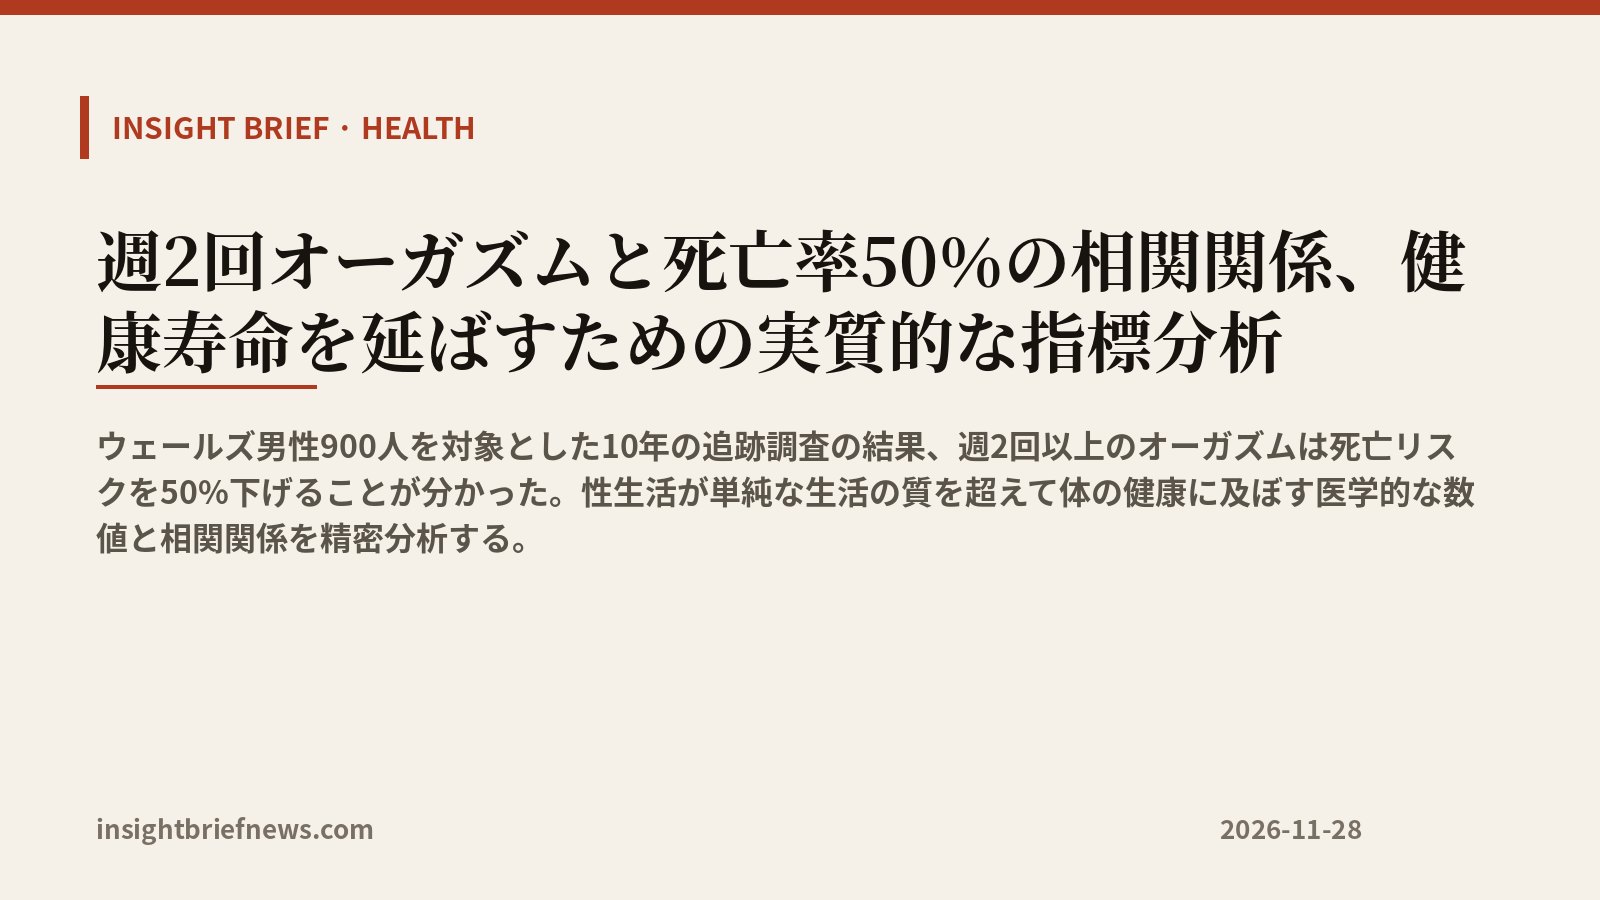 INSIGHT BRIEF · HEALTH
週2回オーガズムと死亡率50%の相関関係、健
康寿命を延ばすための実質的な指標分析
ウェールズ男性900人を対象とした10年の追跡調査の結果、週2回以上のオーガズムは死亡リス
クを50%下げることが分かった。性生活が単純な生活の質を超えて体の健康に及ぼす医学的な数
値と相関関係を精密分析する。
insightbriefnews.com
2026-11-28